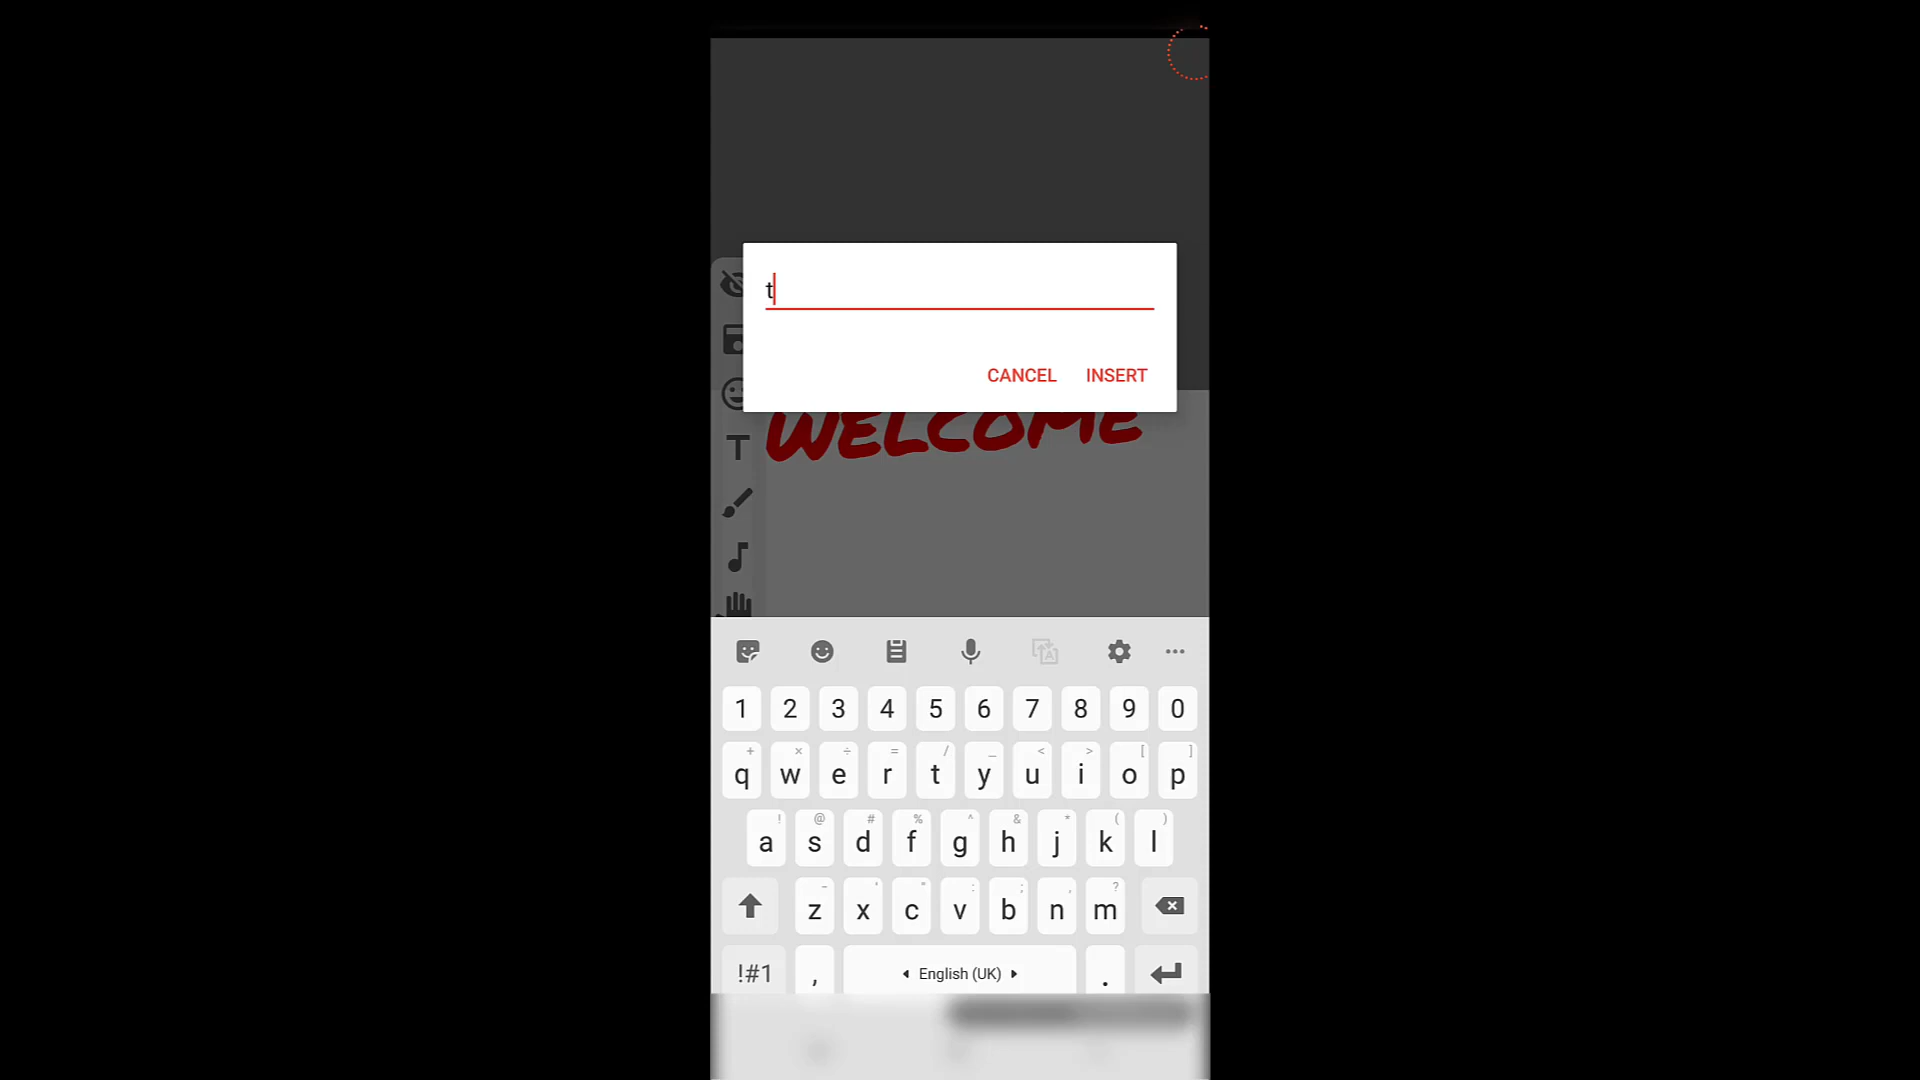 t
CANCEL INSERT
WELCOME
T
1 2 3 4 5 6 7 8 9 0
+ × ÷ = / _ < > [ ]
q w e r t y u i o p
! @ # % ^ & * ( )
a s d f g h j k l
- ' " : ; , ?
z x c v b n m
!#1 , English (UK) .